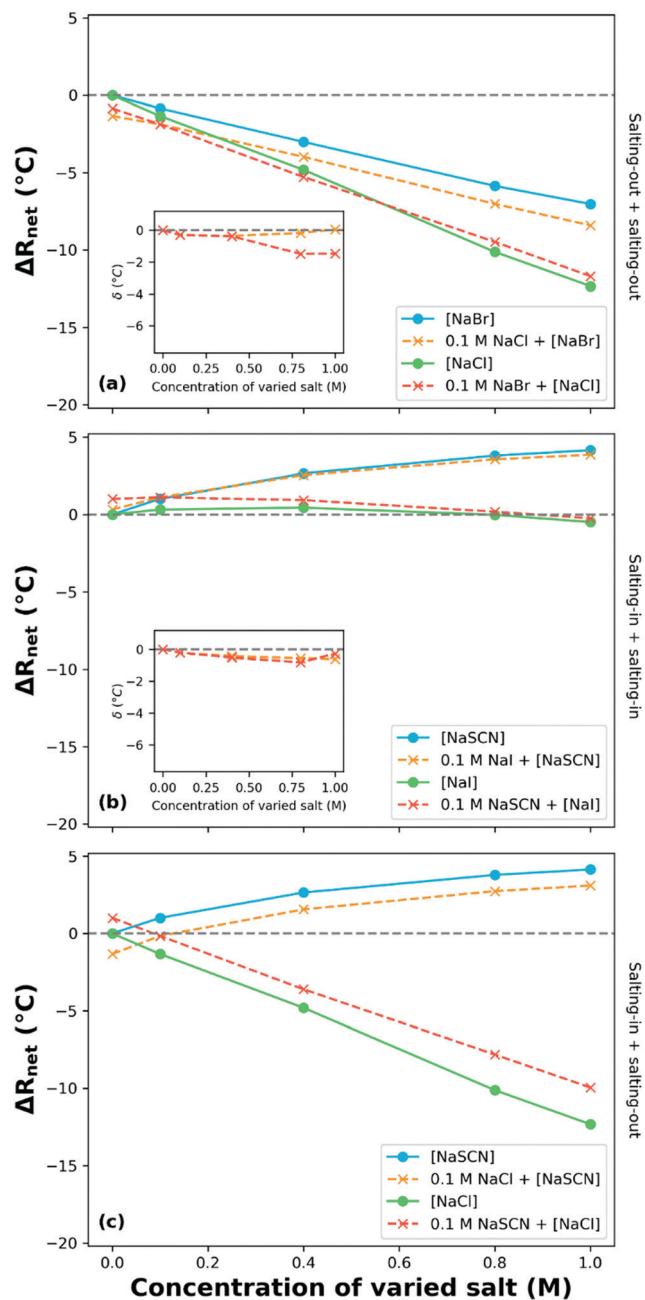 5
0
−5
−10
−15
−20
ΔRnet (°C)
Salting-out + salting-out
0
−2
−4
−6
δ (°C)
0.00 0.25 0.50 0.75 1.00
Concentration of varied salt (M)
(a)
[NaBr]
0.1 M NaCl + [NaBr]
[NaCl]
0.1 M NaBr + [NaCl]
5
0
−5
−10
−15
−20
ΔRnet (°C)
Salting-in + salting-in
0
−2
−4
−6
δ (°C)
0.00 0.25 0.50 0.75 1.00
Concentration of varied salt (M)
(b)
[NaSCN]
0.1 M NaI + [NaSCN]
[NaI]
0.1 M NaSCN + [NaI]
5
0
−5
−10
−15
−20
ΔRnet (°C)
Salting-in + salting-out
(c)
[NaSCN]
0.1 M NaCl + [NaSCN]
[NaCl]
0.1 M NaSCN + [NaCl]
0.0 0.2 0.4 0.6 0.8 1.0
Concentration of varied salt (M)